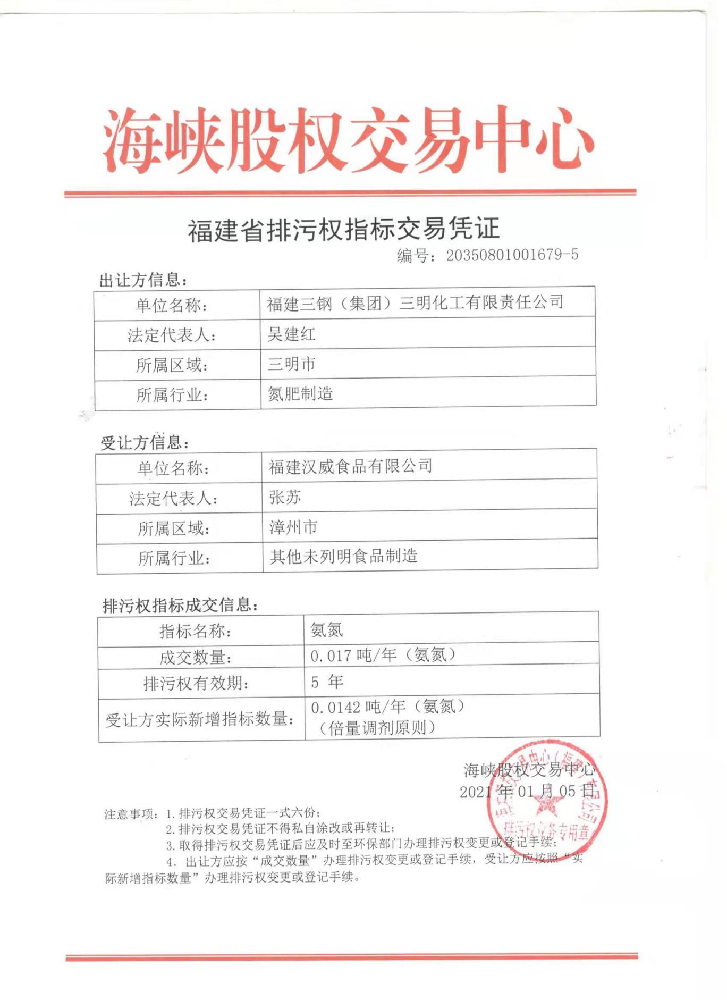 海峡股权交易中心
福建省排污权指标交易凭证
编号：20350801001679-5
出让方信息：
单位名称： 福建三钢（集团）三明化工有限责任公司
法定代表人： 吴建红
所属区域： 三明市
所属行业： 氮肥制造
受让方信息：
单位名称： 福建汉威食品有限公司
法定代表人： 张苏
所属区域： 漳州市
所属行业： 其他未列明食品制造
排污权指标成交信息：
指标名称： 氨氮
成交数量： 0.017 吨/年（氨氮）
排污权有效期： 5 年
受让方实际新增指标数量： 0.0142 吨/年（氨氮）
（倍量调剂原则）
海峡股权交易中心
2021 年 01 月 05 日
海峡股权交易中心（福建）有限公司
排污权业务专用章
注意事项：1.排污权交易凭证一式六份；
2.排污权交易凭证不得私自涂改或再转让；
3.取得排污权交易凭证后应及时至环保部门办理排污权变更或登记手续；
4. 出让方应按“成交数量”办理排污权变更或登记手续，受让方应按照“实
际新增指标数量”办理排污权变更或登记手续。